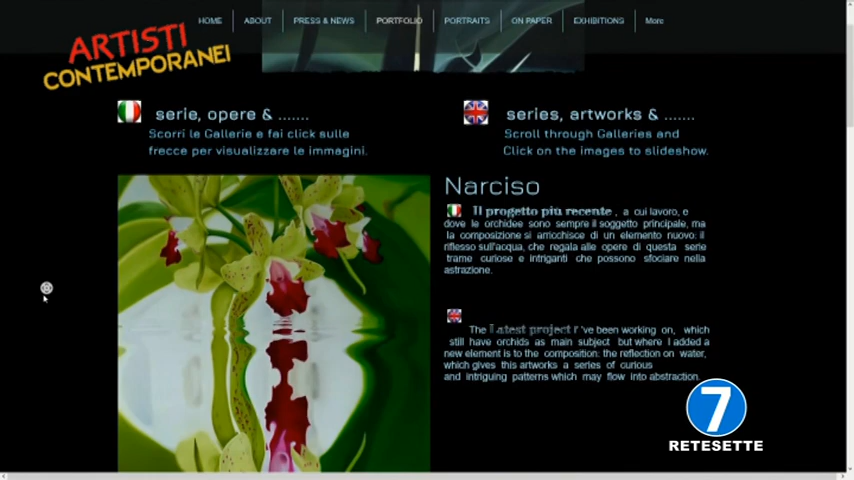 HOME ABOUT PRESS & NEWS PORTFOLIO PORTRAITS ON PAPER EXHIBITIONS More
ARTISTI
CONTEMPORANEI
serie, opere & .......
Scorri le Gallerie e fai click sulle
frecce per visualizzare le immagini.
series, artworks & .......
Scroll through Galleries and
Click on the images to slideshow.
Narciso
Il progetto più recente , a cui lavoro, e
dove le orchidee sono sempre il soggetto principale, ma
la composizione si arricchisce di un elemento nuovo: il
riflesso sull'acqua, che regala alle opere di questa serie
trame curiose e intriganti che possono sfociare nella
astrazione.
The Latest project I' 've been working on, which
still have orchids as main subject but where I added a
new element is to the composition: the reflection on water,
which gives this artworks a series of curious
and intriguing patterns which may flow into abstraction.
7
RETESETTE